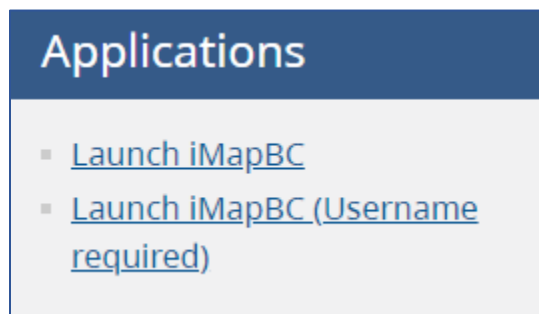 Applications
Launch iMapBC
Launch iMapBC (Username
required)